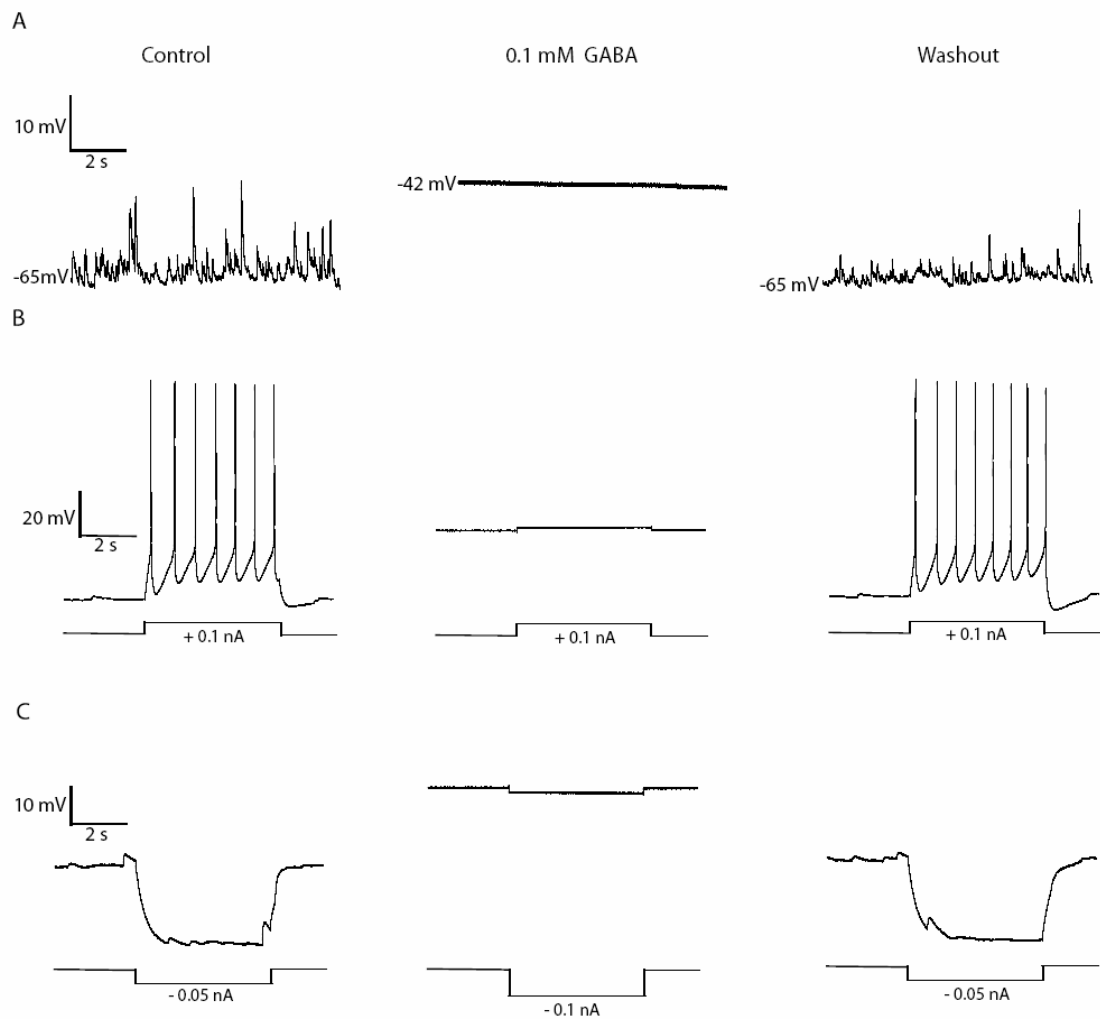 A
Control
0.1 mM GABA
Washout
10 mV
2 s
-42 mV
-65mV
-65 mV
B
20 mV
2 s
+ 0.1 nA
+ 0.1 nA
+ 0.1 nA
C
10 mV
2 s
- 0.05 nA
- 0.1 nA
- 0.05 nA